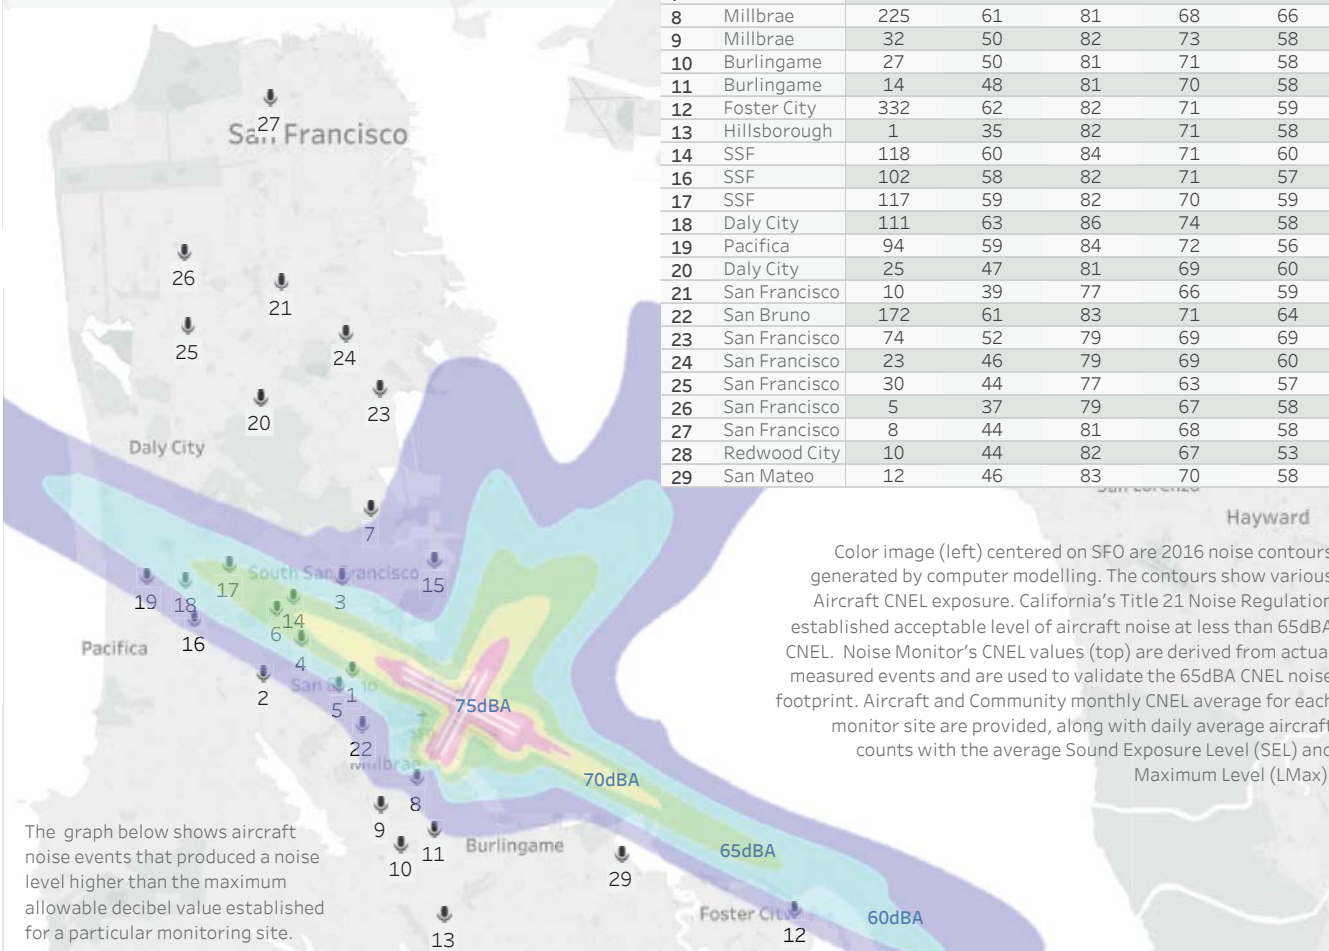 8 Millbrae 225 61 81 68 66
9 Millbrae 32 50 82 73 58
10 Burlingame 27 50 81 71 58
11 Burlingame 14 48 81 70 58
12 Foster City 332 62 82 71 59
13 Hillsborough 1 35 82 71 58
14 SSF 118 60 84 71 60
16 SSF 102 58 82 71 57
17 SSF 117 59 82 70 59
18 Daly City 111 63 86 74 58
19 Pacifica 94 59 84 72 56
20 Daly City 25 47 81 69 60
21 San Francisco 10 39 77 66 59
22 San Bruno 172 61 83 71 64
23 San Francisco 74 52 79 69 69
24 San Francisco 23 46 79 69 60
25 San Francisco 30 44 77 63 57
26 San Francisco 5 37 79 67 58
27 San Francisco 8 44 81 68 58
28 Redwood City 10 44 82 67 53
29 San Mateo 12 46 83 70 58
27
San Francisco
26
21
25
24
20
23
Daly City
7
15
17
South San Francisco
19
18
3
14
6
16
Pacifica
4
2
San Bruno
1
5
75dBA
22
Millbrae
70dBA
8
9
11
10
Burlingame
65dBA
29
Foster City
12
60dBA
13
San Lorenzo
Hayward
Color image (left) centered on SFO are 2016 noise contours
generated by computer modelling. The contours show various
Aircraft CNEL exposure. California's Title 21 Noise Regulation
established acceptable level of aircraft noise at less than 65dBA
CNEL. Noise Monitor's CNEL values (top) are derived from actual
measured events and are used to validate the 65dBA CNEL noise
footprint. Aircraft and Community monthly CNEL average for each
monitor site are provided, along with daily average aircraft
counts with the average Sound Exposure Level (SEL) and
Maximum Level (LMax)
The graph below shows aircraft
noise events that produced a noise
level higher than the maximum
allowable decibel value established
for a particular monitoring site.